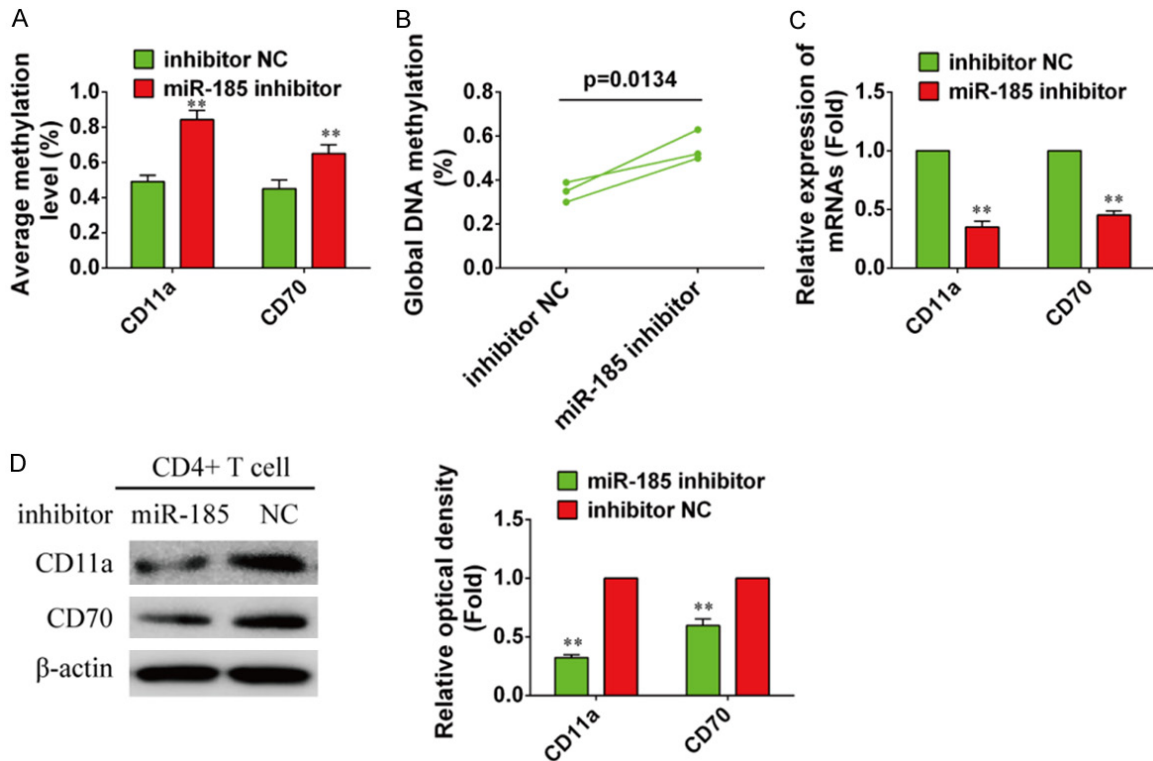 A
inhibitor NC
miR-185 inhibitor
Average methylation
level (%)
1.0
0.8
0.6
0.4
0.2
0.0
**
**
CD11a
CD70
B
p=0.0134
Global DNA methylation
(%)
0.8
0.6
0.4
0.2
0.0
inhibitor NC
miR-185 inhibitor
C
inhibitor NC
miR-185 inhibitor
Relative expression of
mRNAs (Fold)
1.5
1.0
0.5
0.0
**
**
CD11a
CD70
D
CD4+ T cell
inhibitor miR-185 NC
CD11a
CD70
β-actin
miR-185 inhibitor
inhibitor NC
Relative optical density
(Fold)
1.5
1.0
0.5
0.0
**
**
CD11a
CD70